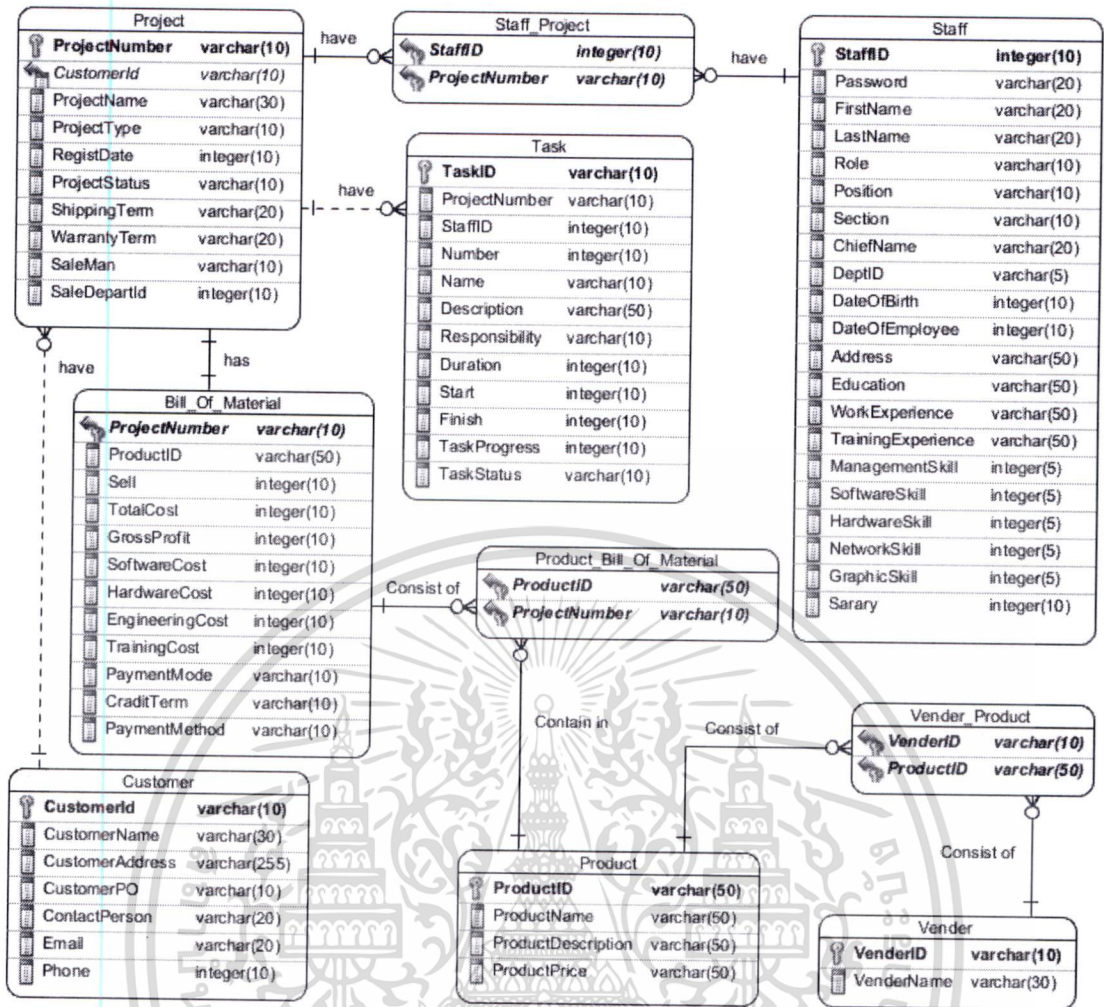 Project
ProjectNumber varchar(10)
CustomerId varchar(10)
ProjectName varchar(30)
ProjectType varchar(10)
RegistDate integer(10)
ProjectStatus varchar(10)
ShippingTerm varchar(20)
WarrantyTerm varchar(20)
SaleMan varchar(10)
SaleDepartId integer(10)
have
Staff_Project
StaffID integer(10)
ProjectNumber varchar(10)
have
Staff
StaffID integer(10)
Password varchar(20)
FirstName varchar(20)
LastName varchar(20)
Role varchar(10)
Position varchar(10)
Section varchar(10)
ChiefName varchar(20)
DeptID varchar(5)
DateOfBirth integer(10)
DateOfEmployee integer(10)
Address varchar(50)
Education varchar(50)
WorkExperience varchar(50)
TrainingExperience varchar(50)
ManagementSkill integer(5)
SoftwareSkill integer(5)
HardwareSkill integer(5)
NetworkSkill integer(5)
GraphicSkill integer(5)
Sarary integer(10)
have
Task
TaskID varchar(10)
ProjectNumber varchar(10)
StaffID integer(10)
Number integer(10)
Name varchar(10)
Description varchar(50)
Responsibility varchar(10)
Duration integer(10)
Start integer(10)
Finish integer(10)
TaskProgress integer(10)
TaskStatus varchar(10)
have
has
Bill_Of_Material
ProjectNumber varchar(10)
ProductID varchar(50)
Sell integer(10)
TotalCost integer(10)
GrossProfit integer(10)
SoftwareCost integer(10)
HardwareCost integer(10)
EngineeringCost integer(10)
TrainingCost integer(10)
PaymentMode varchar(10)
CraditTerm varchar(10)
PaymentMethod varchar(10)
Consist of
Product_Bill_Of_Material
ProductID varchar(50)
ProjectNumber varchar(10)
Contain in
Consist of
Vender_Product
VenderID varchar(10)
ProductID varchar(50)
Consist of
Customer
CustomerId varchar(10)
CustomerName varchar(30)
CustomerAddress varchar(255)
CustomerPO varchar(10)
ContactPerson varchar(20)
Email varchar(20)
Phone integer(10)
Product
ProductID varchar(50)
ProductName varchar(50)
ProductDescription varchar(50)
ProductPrice varchar(50)
Vender
VenderID varchar(10)
VenderName varchar(30)